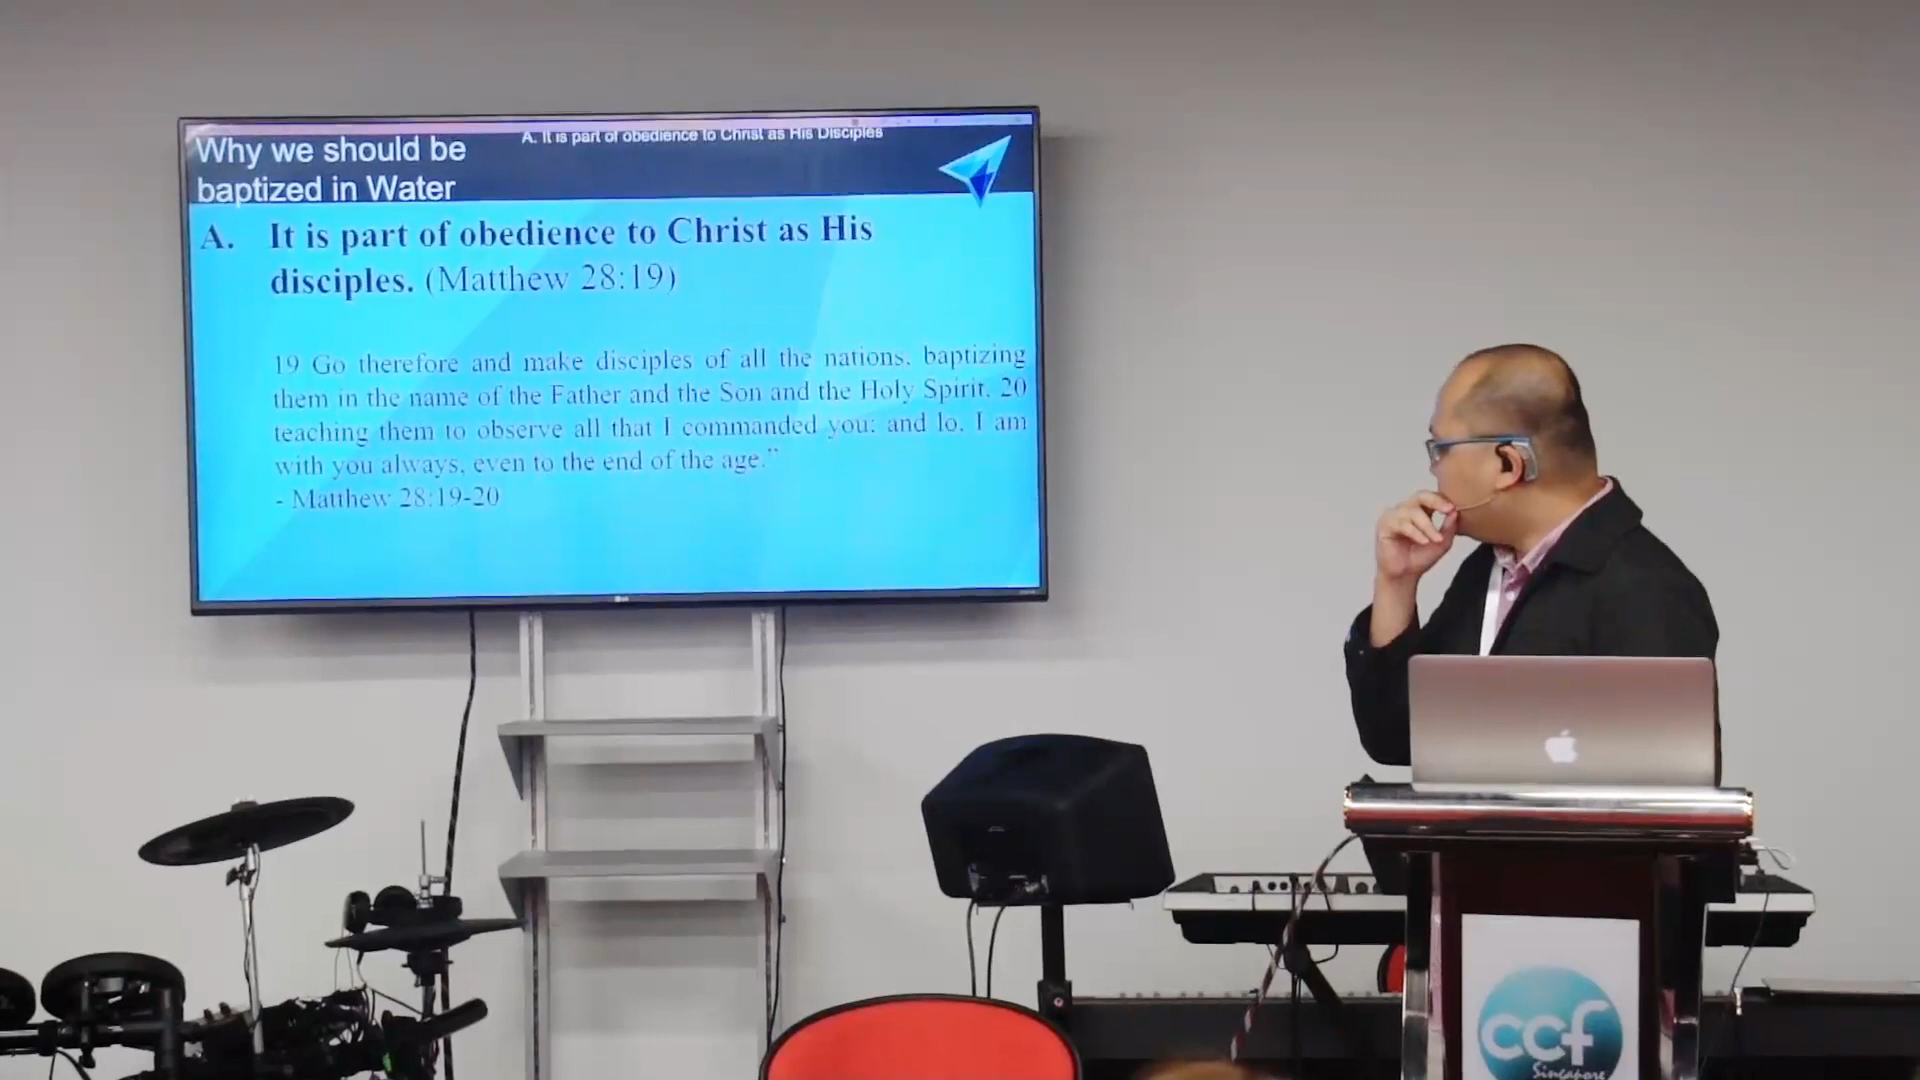 Why we should be
baptized in Water
A. It is part of obedience to Christ as His Disciples
A. It is part of obedience to Christ as His
disciples. (Matthew 28:19)
19 Go therefore and make disciples of all the nations, baptizing
them in the name of the Father and the Son and the Holy Spirit, 20
teaching them to observe all that I commanded you; and lo, I am
with you always, even to the end of the age.”
- Matthew 28:19-20
ccf
Singapore